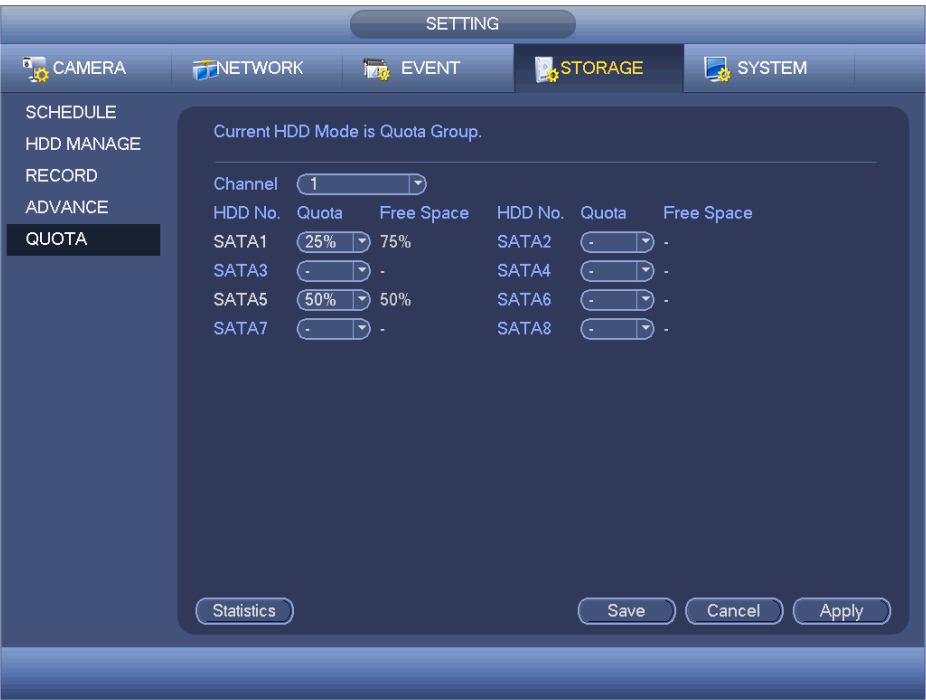 SETTING
CAMERA NETWORK EVENT STORAGE SYSTEM
SCHEDULE
HDD MANAGE
RECORD
ADVANCE
QUOTA
Current HDD Mode is Quota Group.
Channel 1
HDD No. Quota Free Space HDD No. Quota Free Space
SATA1 25% 75% SATA2 - -
SATA3 - - SATA4 - -
SATA5 50% 50% SATA6 - -
SATA7 - - SATA8 - -
Statistics Save Cancel Apply